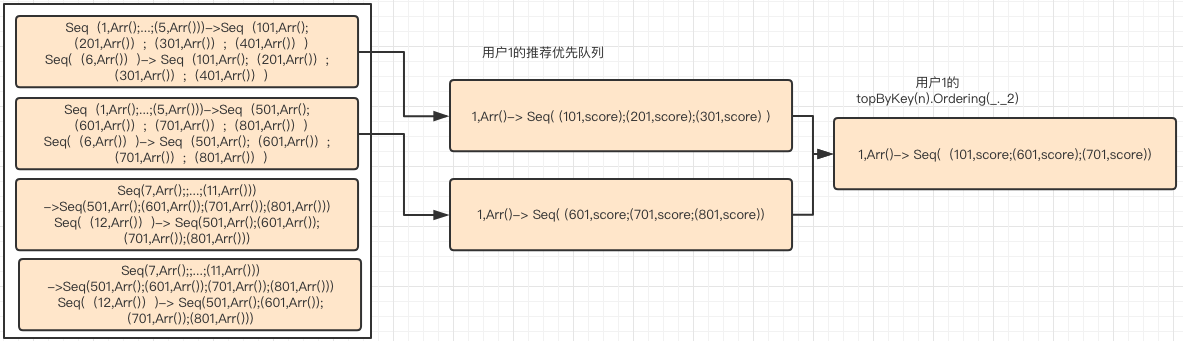 Seq（1,Arr();...;(5,Arr()))->Seq（101,Arr();
(201,Arr()）;（301,Arr()）;（401,Arr()）)
Seq(（6,Arr()）)-> Seq（101,Arr();（201,Arr()）;
（301,Arr()）;（401,Arr()）)
Seq（1,Arr();...;(5,Arr()))->Seq（501,Arr();
(601,Arr()）;（701,Arr()）;（801,Arr()）)
Seq(（6,Arr()）)-> Seq（501,Arr();（601,Arr()）;
（701,Arr()）;（801,Arr()）)
Seq(7,Arr();;...;(11,Arr()))
->Seq(501,Arr();(601,Arr());(701,Arr());(801,Arr()))
Seq(（12,Arr()）)-> Seq(501,Arr();(601,Arr());
(701,Arr());(801,Arr()))
Seq(7,Arr();;...;(11,Arr()))
->Seq(501,Arr();(601,Arr());(701,Arr());(801,Arr()))
Seq(（12,Arr()）)-> Seq(501,Arr();(601,Arr());
(701,Arr());(801,Arr()))
用户1的推荐优先队列
1,Arr()-> Seq(（101,score);(201,score);(301,score)）
1,Arr()-> Seq(（601,score;(701,score;(801,score))
用户1的
topByKey(n).Ordering(_._2)
1,Arr()-> Seq(（101,score;(601,score);(701,score))